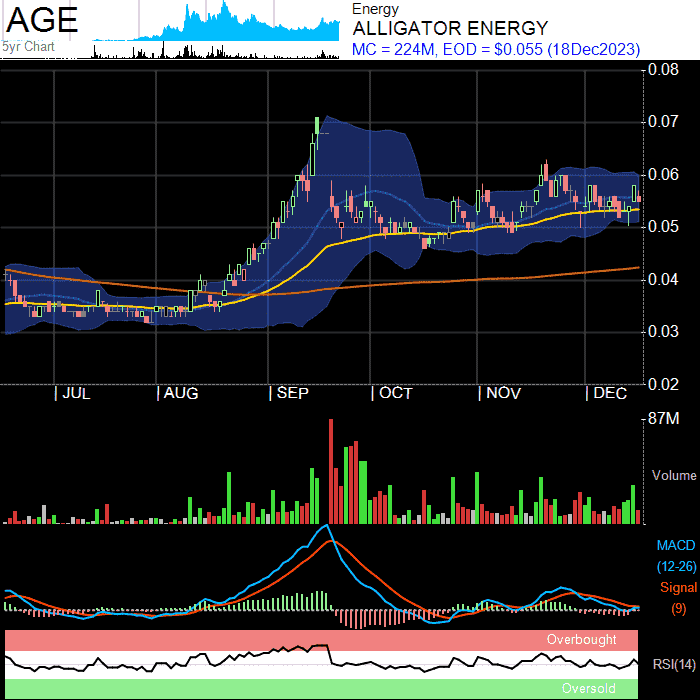 AGE
5yr Chart
Energy
ALLIGATOR ENERGY
MC = 224M, EOD = $0.055 (18Dec2023)
0.08
0.07
0.06
0.05
0.04
0.03
0.02
| JUL | AUG | SEP | OCT | NOV | DEC
87M
Volume
MACD
(12-26)
Signal
(9)
Overbought
RSI(14)
Oversold